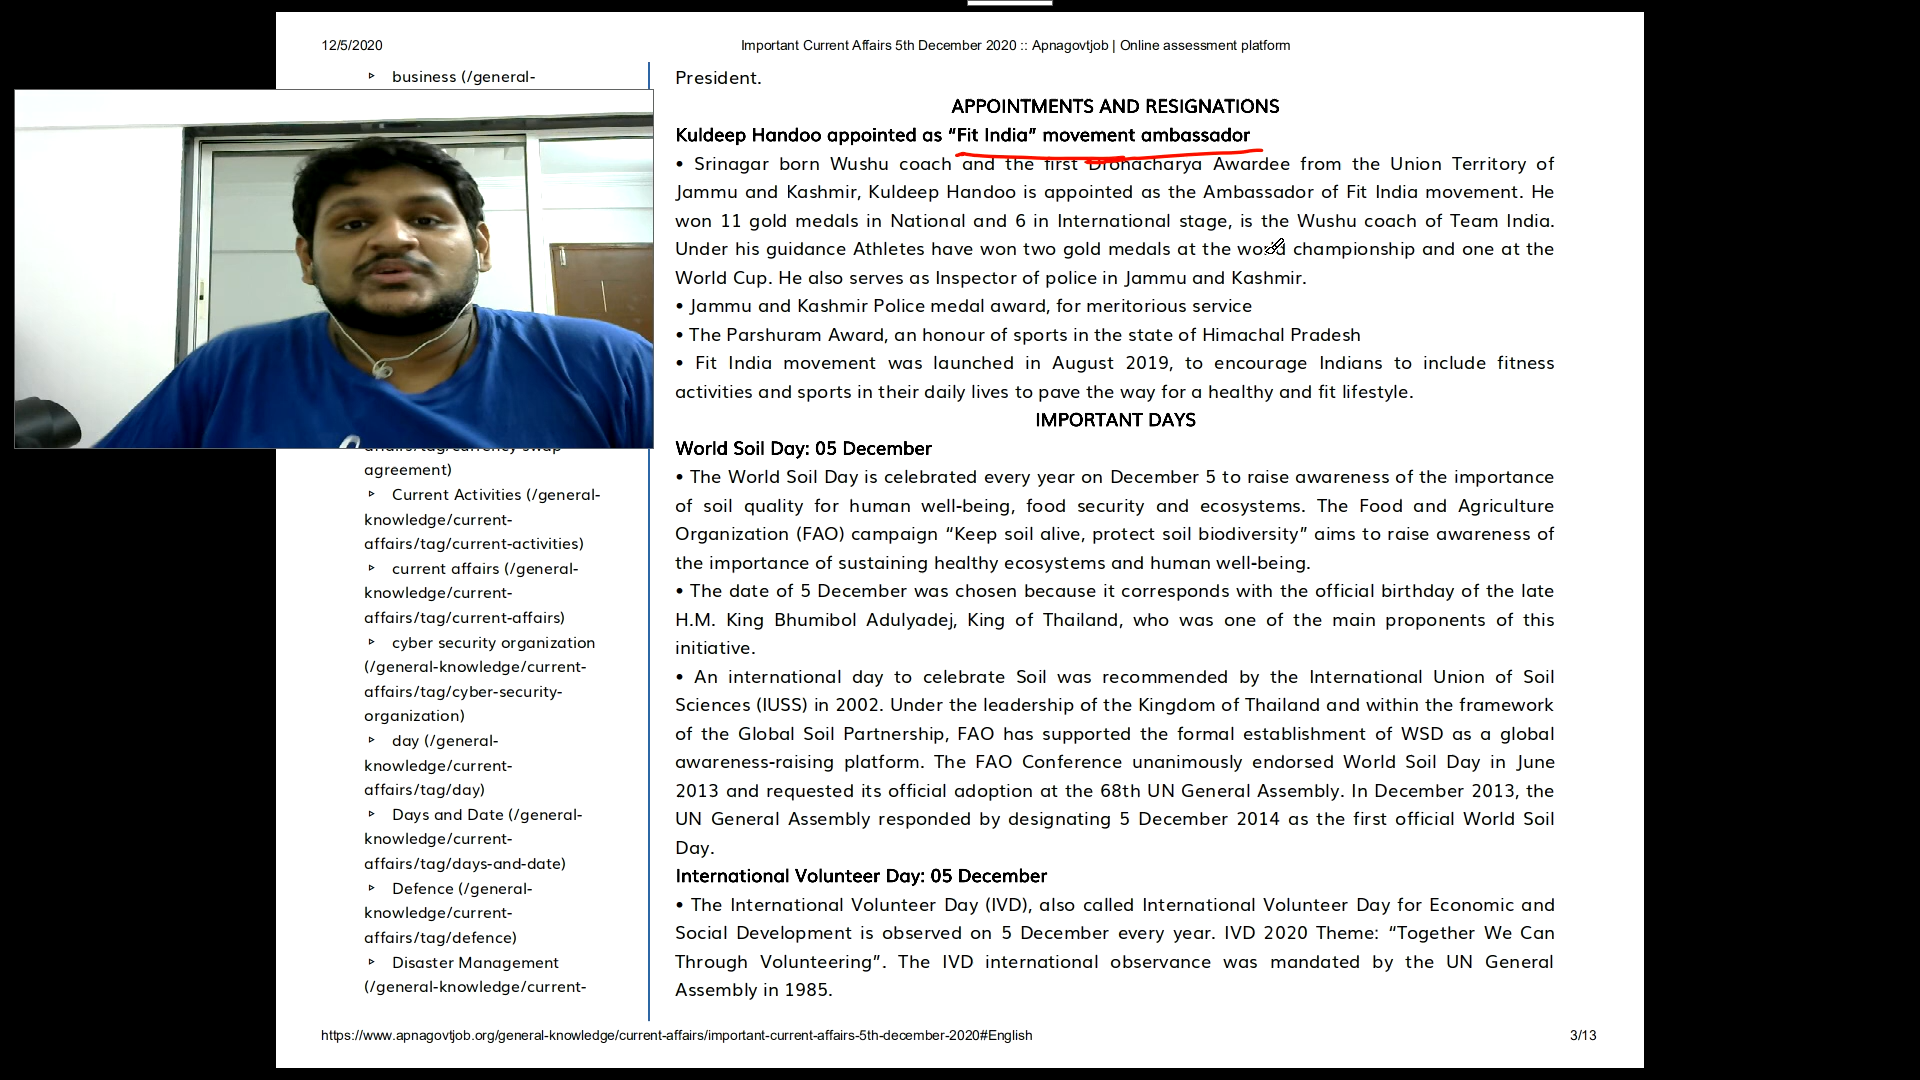 12/5/2020
Important Current Affairs 5th December 2020 :: Apnagovtjob | Online assessment platform
business (/general-
agreement)
Current Activities (/general-
knowledge/current-
affairs/tag/current-activities)
current affairs (/general-
knowledge/current-
affairs/tag/current-affairs)
cyber security organization
(/general-knowledge/current-
affairs/tag/cyber-security-
organization)
day (/general-
knowledge/current-
affairs/tag/day)
Days and Date (/general-
knowledge/current-
affairs/tag/days-and-date)
Defence (/general-
knowledge/current-
affairs/tag/defence)
Disaster Management
(/general-knowledge/current-
President.
APPOINTMENTS AND RESIGNATIONS
Kuldeep Handoo appointed as “Fit India” movement ambassador
• Srinagar born Wushu coach and the first Dronacharya Awardee from the Union Territory of
Jammu and Kashmir, Kuldeep Handoo is appointed as the Ambassador of Fit India movement. He
won 11 gold medals in National and 6 in International stage, is the Wushu coach of Team India.
Under his guidance Athletes have won two gold medals at the world championship and one at the
World Cup. He also serves as Inspector of police in Jammu and Kashmir.
• Jammu and Kashmir Police medal award, for meritorious service
• The Parshuram Award, an honour of sports in the state of Himachal Pradesh
• Fit India movement was launched in August 2019, to encourage Indians to include fitness
activities and sports in their daily lives to pave the way for a healthy and fit lifestyle.
IMPORTANT DAYS
World Soil Day: 05 December
• The World Soil Day is celebrated every year on December 5 to raise awareness of the importance
of soil quality for human well-being, food security and ecosystems. The Food and Agriculture
Organization (FAO) campaign “Keep soil alive, protect soil biodiversity” aims to raise awareness of
the importance of sustaining healthy ecosystems and human well-being.
• The date of 5 December was chosen because it corresponds with the official birthday of the late
H.M. King Bhumibol Adulyadej, King of Thailand, who was one of the main proponents of this
initiative.
• An international day to celebrate Soil was recommended by the International Union of Soil
Sciences (IUSS) in 2002. Under the leadership of the Kingdom of Thailand and within the framework
of the Global Soil Partnership, FAO has supported the formal establishment of WSD as a global
awareness-raising platform. The FAO Conference unanimously endorsed World Soil Day in June
2013 and requested its official adoption at the 68th UN General Assembly. In December 2013, the
UN General Assembly responded by designating 5 December 2014 as the first official World Soil
Day.
International Volunteer Day: 05 December
• The International Volunteer Day (IVD), also called International Volunteer Day for Economic and
Social Development is observed on 5 December every year. IVD 2020 Theme: “Together We Can
Through Volunteering”. The IVD international observance was mandated by the UN General
Assembly in 1985.
https://www.apnagovtjob.org/general-knowledge/current-affairs/important-current-affairs-5th-december-2020#English
3/13